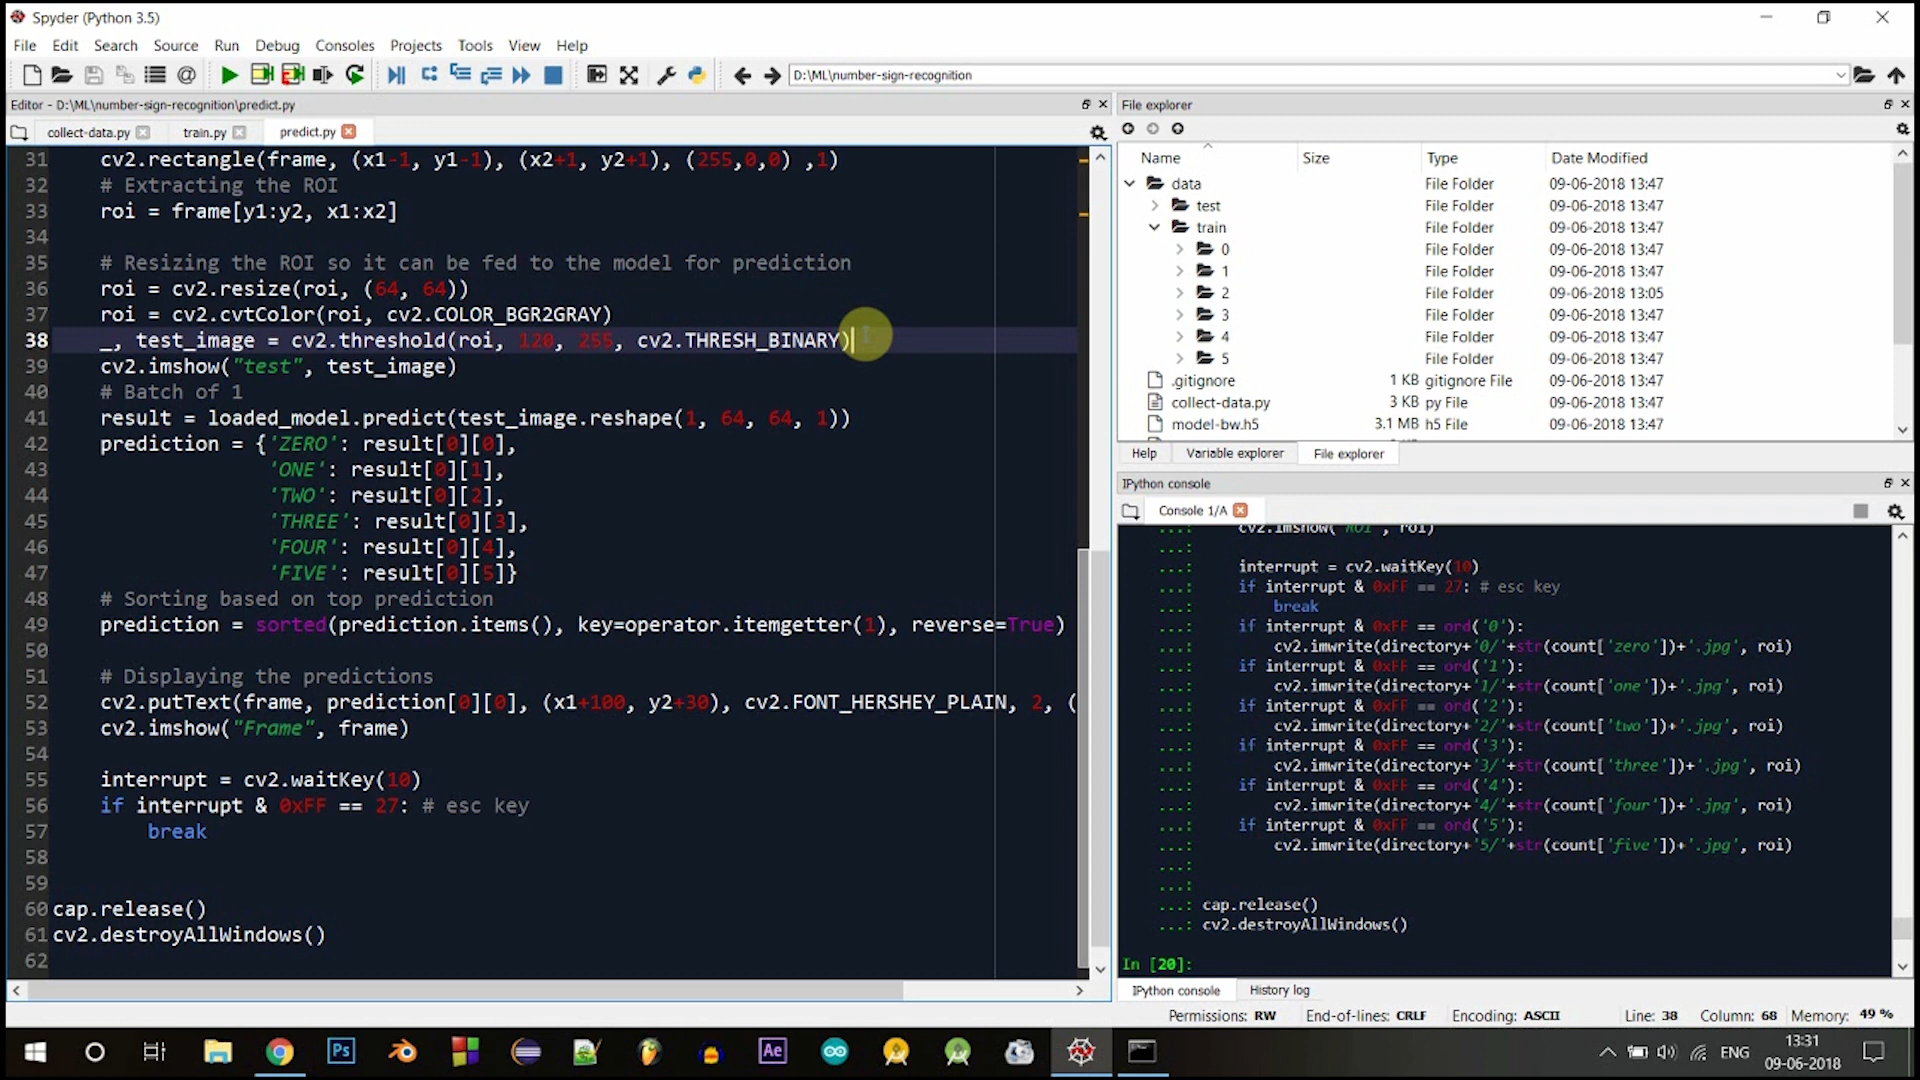 Spyder (Python 3.5)
File Edit Search Source Run Debug Consoles Projects Tools View Help
D:\ML\number-sign-recognition
Editor - D:\ML\number-sign-recognition\predict.py
collect-data.py train.py predict.py
31 cv2.rectangle(frame, (x1-1, y1-1), (x2+1, y2+1), (255,0,0) ,1)
32 # Extracting the ROI
33 roi = frame[y1:y2, x1:x2]
34
35 # Resizing the ROI so it can be fed to the model for prediction
36 roi = cv2.resize(roi, (64, 64))
37 roi = cv2.cvtColor(roi, cv2.COLOR_BGR2GRAY)
38 _, test_image = cv2.threshold(roi, 120, 255, cv2.THRESH_BINARY)
39 cv2.imshow("test", test_image)
40 # Batch of 1
41 result = loaded_model.predict(test_image.reshape(1, 64, 64, 1))
42 prediction = {'ZERO': result[0][0],
43 'ONE': result[0][1],
44 'TWO': result[0][2],
45 'THREE': result[0][3],
46 'FOUR': result[0][4],
47 'FIVE': result[0][5]}
48 # Sorting based on top prediction
49 prediction = sorted(prediction.items(), key=operator.itemgetter(1), reverse=True)
50
51 # Displaying the predictions
52 cv2.putText(frame, prediction[0][0], (x1+100, y2+30), cv2.FONT_HERSHEY_PLAIN, 2, (
53 cv2.imshow("Frame", frame)
54
55 interrupt = cv2.waitKey(10)
56 if interrupt & 0xFF == 27: # esc key
57 break
58
59
60 cap.release()
61 cv2.destroyAllWindows()
62
File explorer
Name Size Type Date Modified
data File Folder 09-06-2018 13:47
test File Folder 09-06-2018 13:47
train File Folder 09-06-2018 13:47
0 File Folder 09-06-2018 13:47
1 File Folder 09-06-2018 13:47
2 File Folder 09-06-2018 13:05
3 File Folder 09-06-2018 13:47
4 File Folder 09-06-2018 13:47
5 File Folder 09-06-2018 13:47
.gitignore 1 KB gitignore File 09-06-2018 13:47
collect-data.py 3 KB py File 09-06-2018 13:47
model-bw.h5 3.1 MB h5 File 09-06-2018 13:47
Help Variable explorer File explorer
IPython console
Console 1/A
...: cv2.imshow("ROI", roi)
...:
...: interrupt = cv2.waitKey(10)
...: if interrupt & 0xFF == 27: # esc key
...: break
...: if interrupt & 0xFF == ord('0'):
...: cv2.imwrite(directory+'0/'+str(count['zero'])+'.jpg', roi)
...: if interrupt & 0xFF == ord('1'):
...: cv2.imwrite(directory+'1/'+str(count['one'])+'.jpg', roi)
...: if interrupt & 0xFF == ord('2'):
...: cv2.imwrite(directory+'2/'+str(count['two'])+'.jpg', roi)
...: if interrupt & 0xFF == ord('3'):
...: cv2.imwrite(directory+'3/'+str(count['three'])+'.jpg', roi)
...: if interrupt & 0xFF == ord('4'):
...: cv2.imwrite(directory+'4/'+str(count['four'])+'.jpg', roi)
...: if interrupt & 0xFF == ord('5'):
...: cv2.imwrite(directory+'5/'+str(count['five'])+'.jpg', roi)
...:
...:
...: cap.release()
...: cv2.destroyAllWindows()
In [20]:
IPython console History log
Permissions: RW End-of-lines: CRLF Encoding: ASCII Line: 38 Column: 68 Memory: 49 %
Ps Ae ENG 13:31
09-06-2018